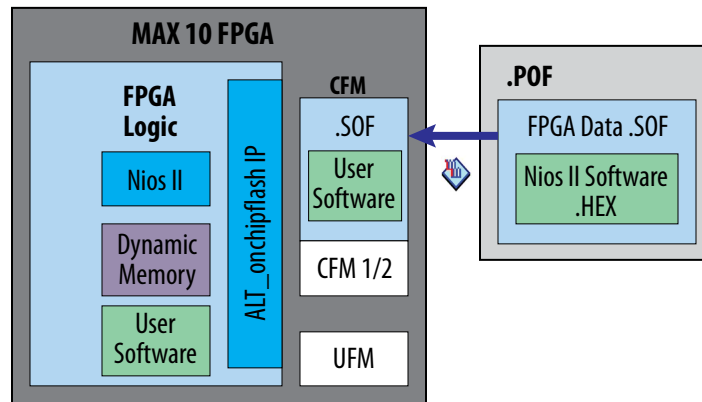 MAX 10 FPGA
FPGA
Logic
Nios II
Dynamic
Memory
User
Software
ALT_onchipflash IP
CFM
.SOF
User
Software
CFM 1/2
UFM
.POF
FPGA Data .SOF
Nios II Software
.HEX